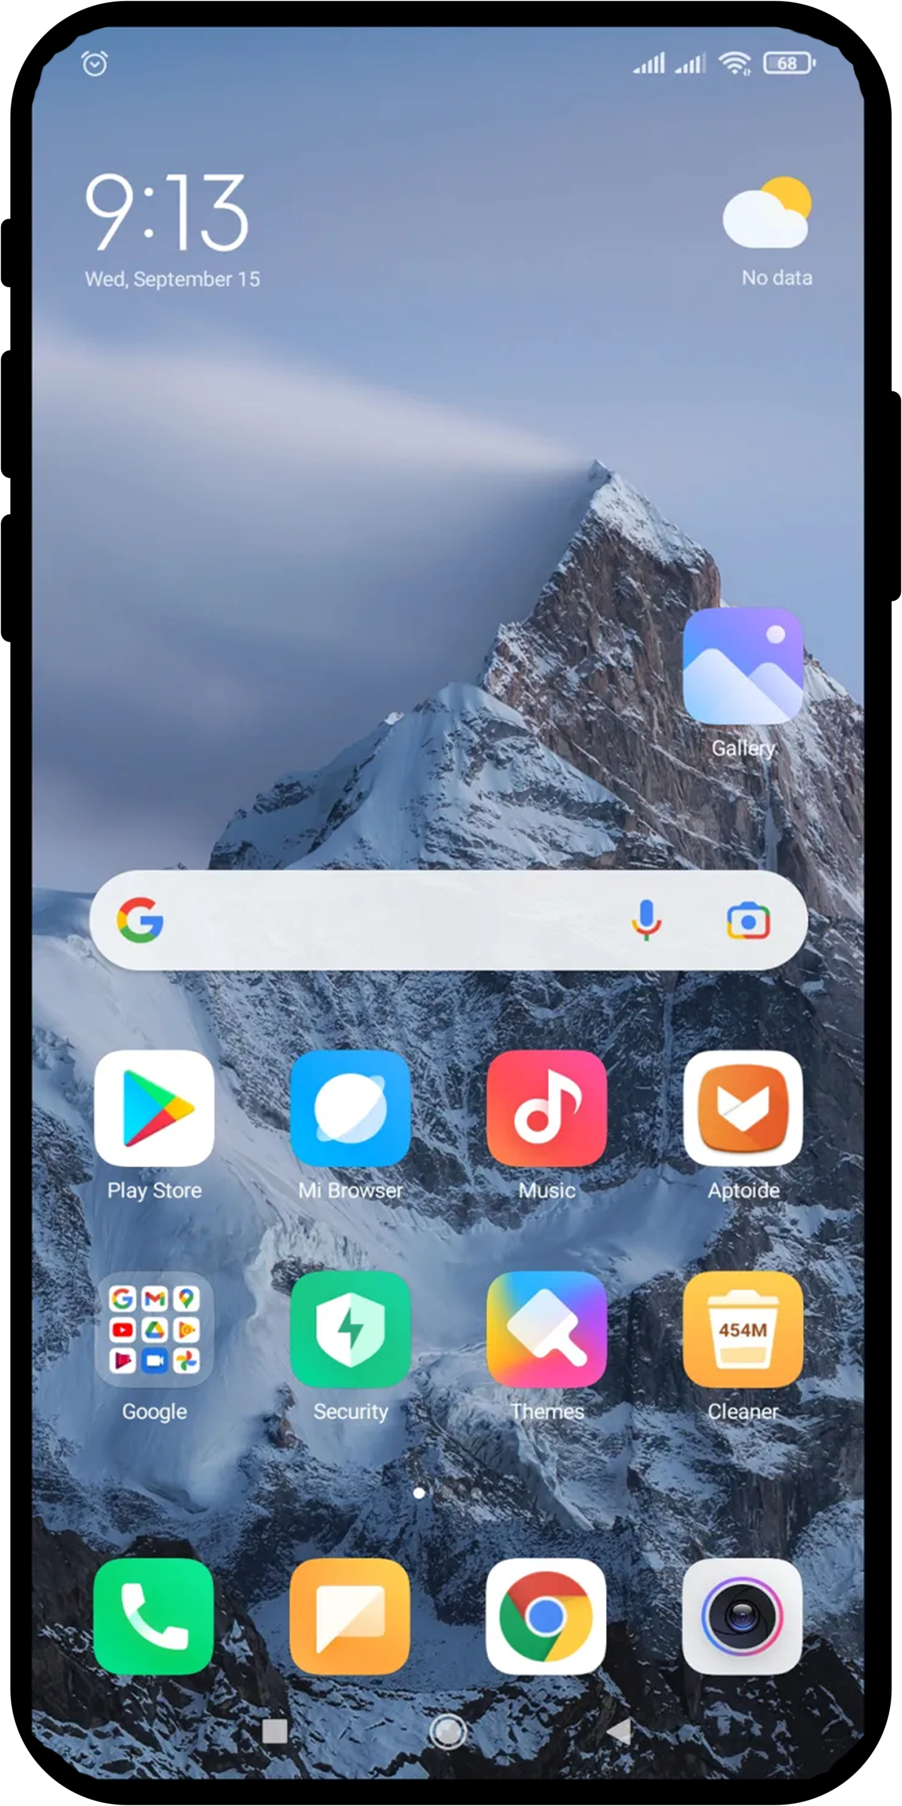 68
9:13
Wed, September 15
No data
Gallery
Play Store
Mi Browser
Music
Aptoide
454M
Google
Security
Themes
Cleaner